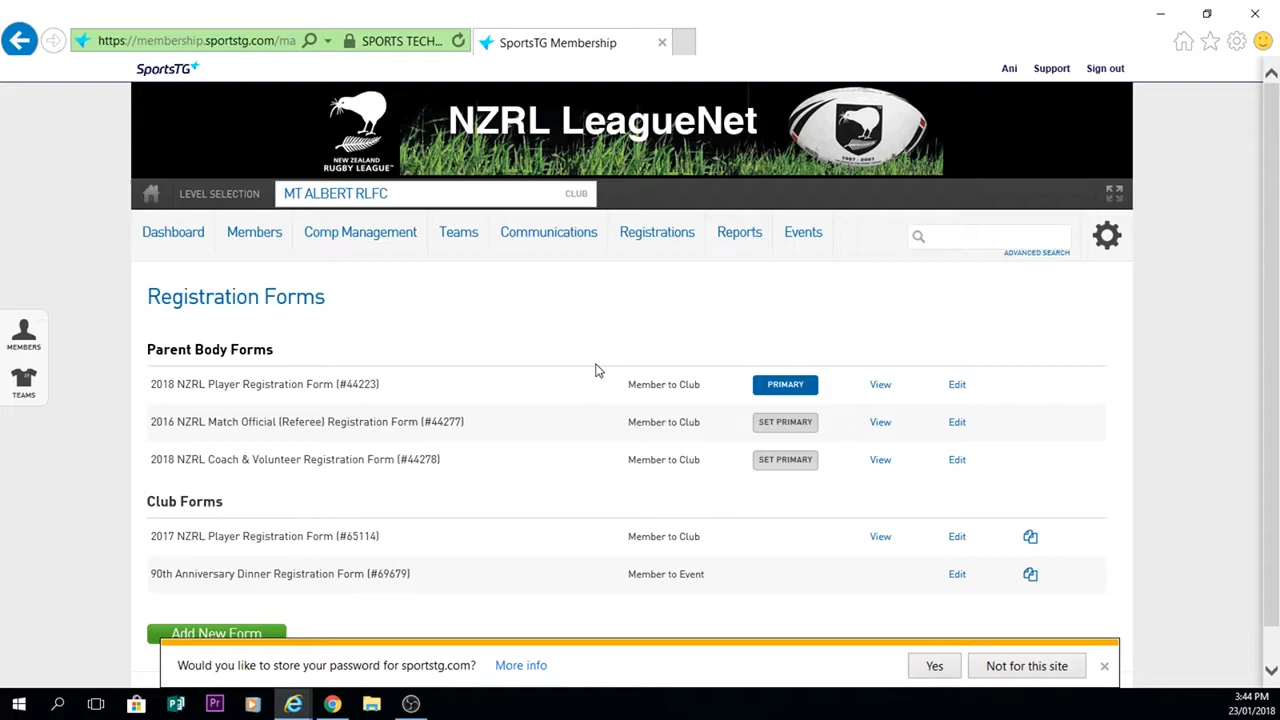 https://membership.sportstg.com/ma
SPORTS TECH...
SportsTG Membership
SportsTG
Ani Support Sign out
NEW ZEALAND
RUGBY LEAGUE
NZRL LeagueNet
1907 - 2007
LEVEL SELECTION MT ALBERT RLFC CLUB
Dashboard Members Comp Management Teams Communications Registrations Reports Events
ADVANCED SEARCH
Registration Forms
MEMBERS
TEAMS
Parent Body Forms
2018 NZRL Player Registration Form (#44223) Member to Club PRIMARY View Edit
2016 NZRL Match Official (Referee) Registration Form (#44277) Member to Club SET PRIMARY View Edit
2018 NZRL Coach & Volunteer Registration Form (#44278) Member to Club SET PRIMARY View Edit
Club Forms
2017 NZRL Player Registration Form (#65114) Member to Club View Edit
90th Anniversary Dinner Registration Form (#69679) Member to Event Edit
Add New Form
Would you like to store your password for sportstg.com? More info Yes Not for this site
Pr
3:44 PM
23/01/2018